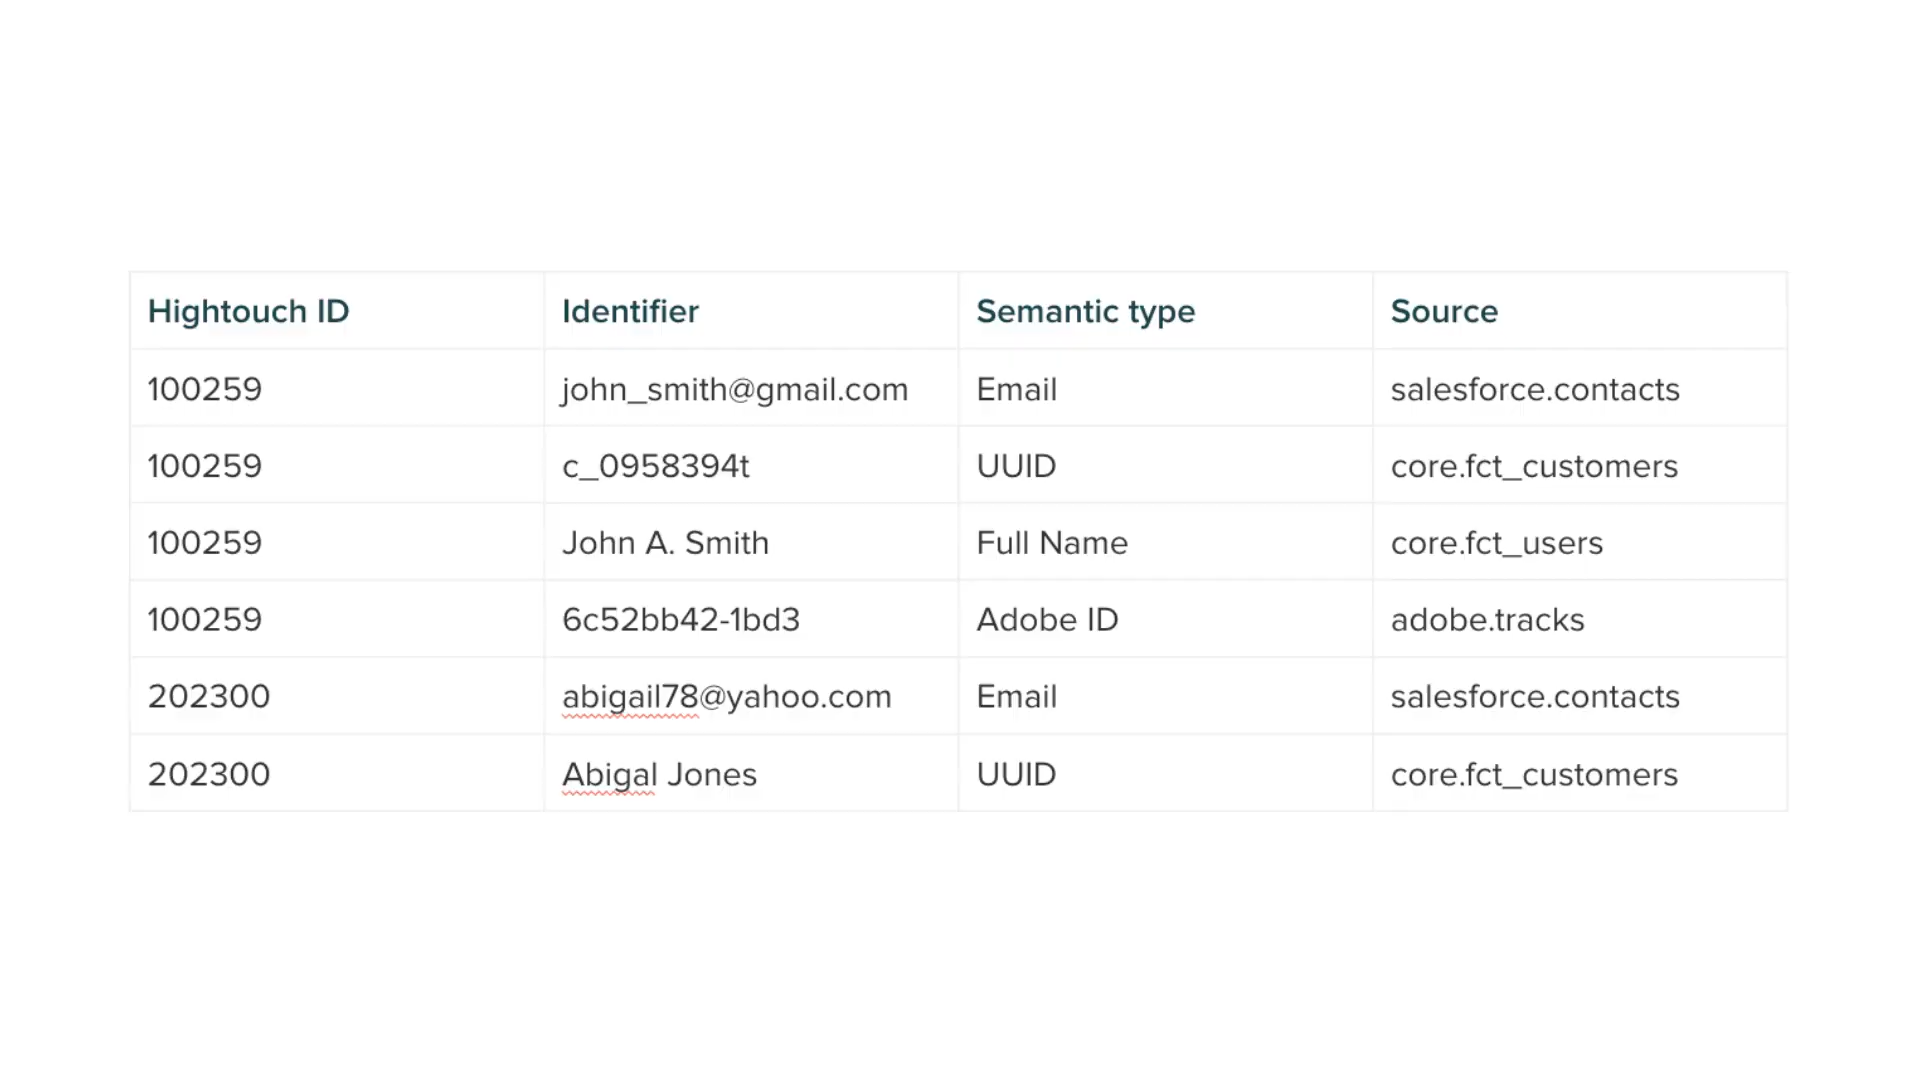 Hightouch ID Identifier Semantic type Source
100259 john_smith@gmail.com Email salesforce.contacts
100259 c_0958394t UUID core.fct_customers
100259 John A. Smith Full Name core.fct_users
100259 6c52bb42-1bd3 Adobe ID adobe.tracks
202300 abigail78@yahoo.com Email salesforce.contacts
202300 Abigal Jones UUID core.fct_customers